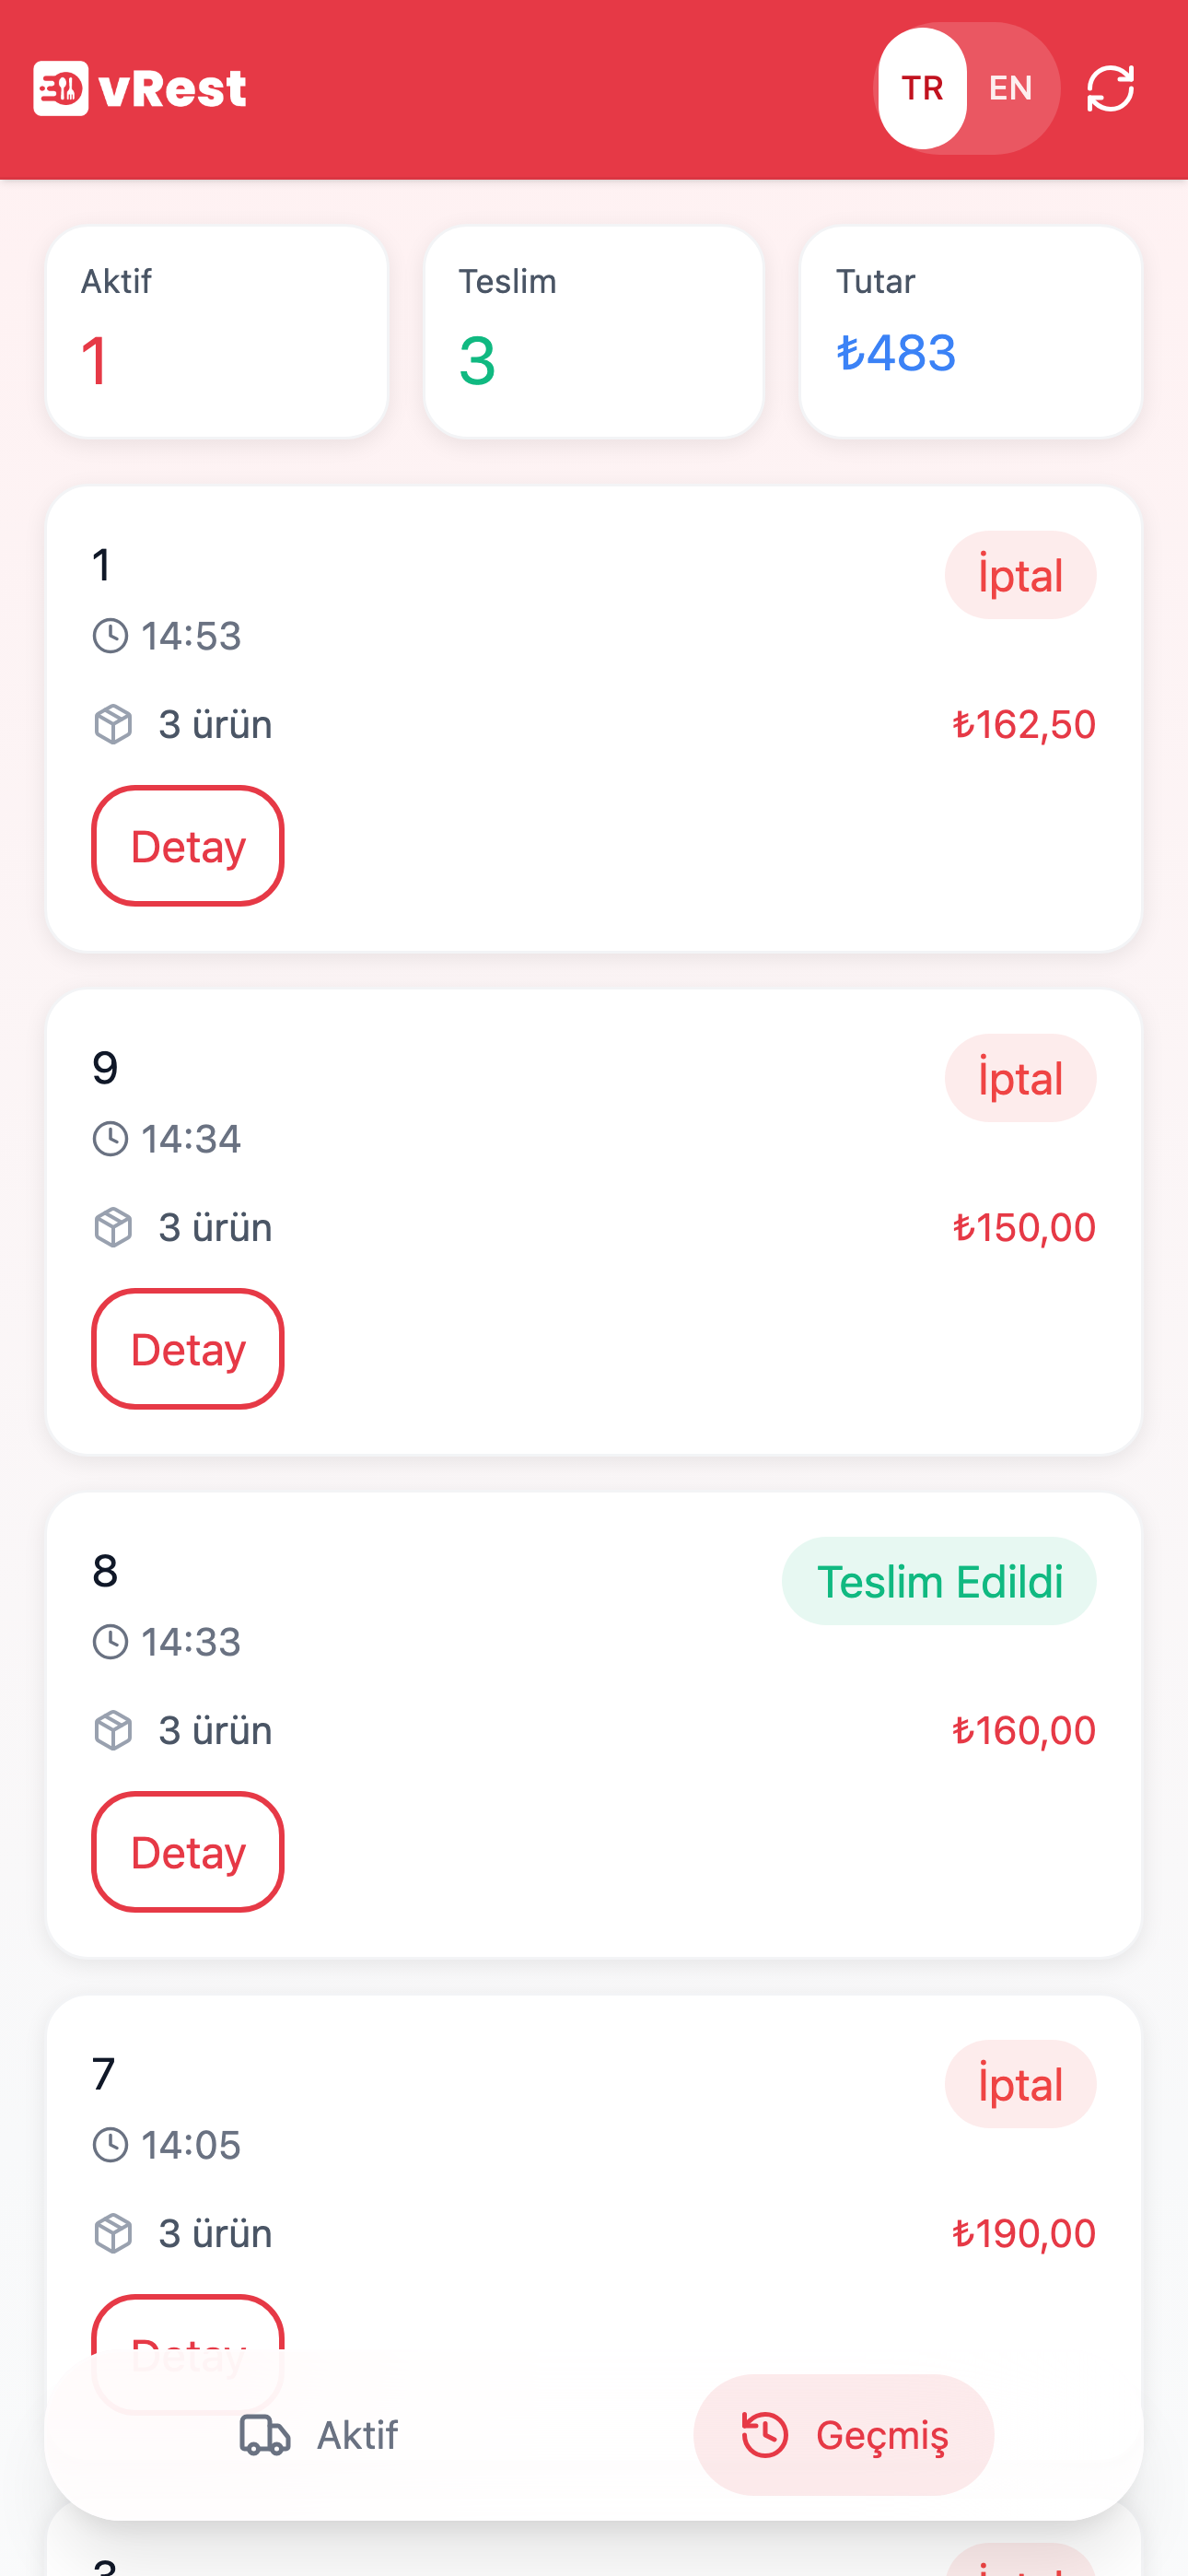 vRest
TR EN
Aktif
1
Teslim
3
Tutar
₺483
1
İptal
14:53
3 ürün
₺162,50
Detay
9
İptal
14:34
3 ürün
₺150,00
Detay
8
Teslim Edildi
14:33
3 ürün
₺160,00
Detay
7
İptal
14:05
3 ürün
₺190,00
Detay
Aktif
Geçmiş